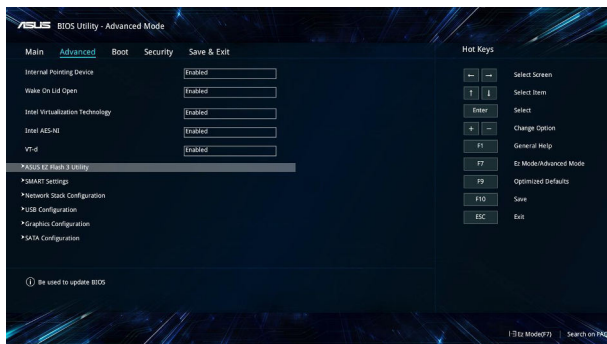 ASUS BIOS Utility - Advanced Mode
Main Advanced Boot Security Save & Exit
Hot Keys
Internal Pointing Device Enabled
Wake On Lid Open Enabled
Intel Virtualization Technology Enabled
Intel AES-NI Enabled
VT-d Enabled
ASUS EZ Flash 3 Utility
SMART Settings
Network Stack Configuration
USB Configuration
Graphics Configuration
SATA Configuration
← → Select Screen
↑ ↓ Select Item
Enter Select
+ - Change Option
F1 General Help
F7 Ez Mode/Advanced Mode
F9 Optimized Defaults
F10 Save
ESC Exit
Be used to update BIOS
Ez Mode(F7) | Search on FAQ